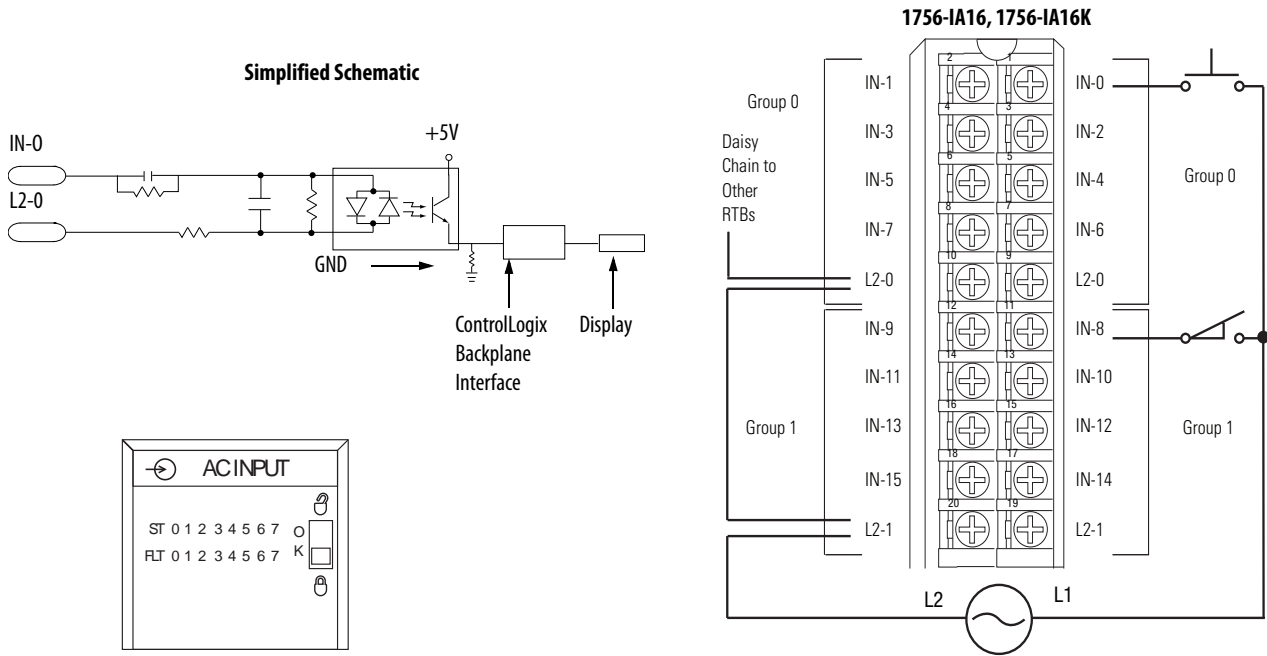 1756-IA16, 1756-IA16K
Simplified Schematic
IN-0
L2-0
+5V
GND
ControlLogix
Backplane
Interface
Display
AC INPUT
ST 0 1 2 3 4 5 6 7
FLT 0 1 2 3 4 5 6 7
O
K
Group 0
Daisy
Chain to
Other
RTBs
Group 1
IN-1
IN-3
IN-5
IN-7
L2-0
IN-9
IN-11
IN-13
IN-15
L2-1
2 1
4 3
6 5
8 7
10 9
12 11
14 13
16 15
18 17
20 19
IN-0
IN-2
IN-4
IN-6
L2-0
IN-8
IN-10
IN-12
IN-14
L2-1
Group 0
Group 1
L2
L1